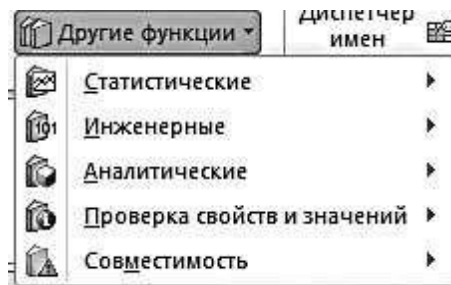 Другие функции
Диспетчер
имен
Статистические
Инженерные
Аналитические
Проверка свойств и значений
Совместимость